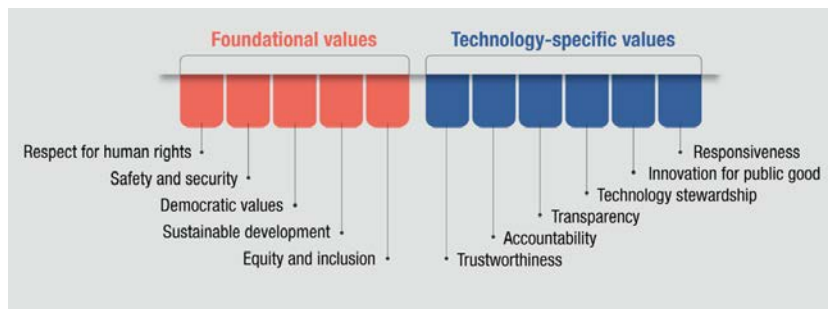 Foundational values
Technology-specific values
Respect for human rights
Safety and security
Democratic values
Sustainable development
Equity and inclusion
Responsiveness
Innovation for public good
Technology stewardship
Transparency
Accountability
Trustworthiness